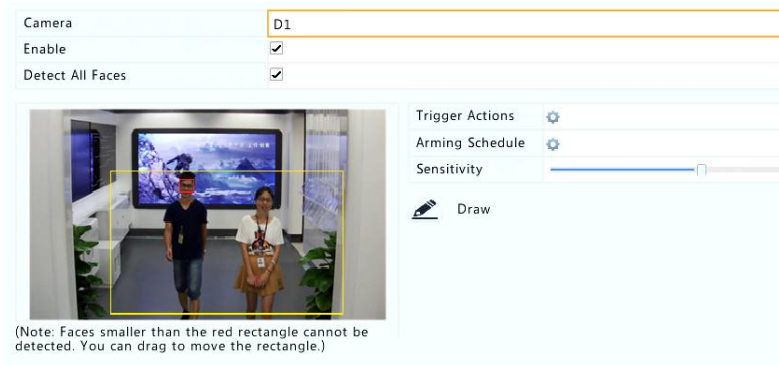 Camera
D1
Enable
Detect All Faces
Trigger Actions
Arming Schedule
Sensitivity
Draw
(Note: Faces smaller than the red rectangle cannot be
detected. You can drag to move the rectangle.)